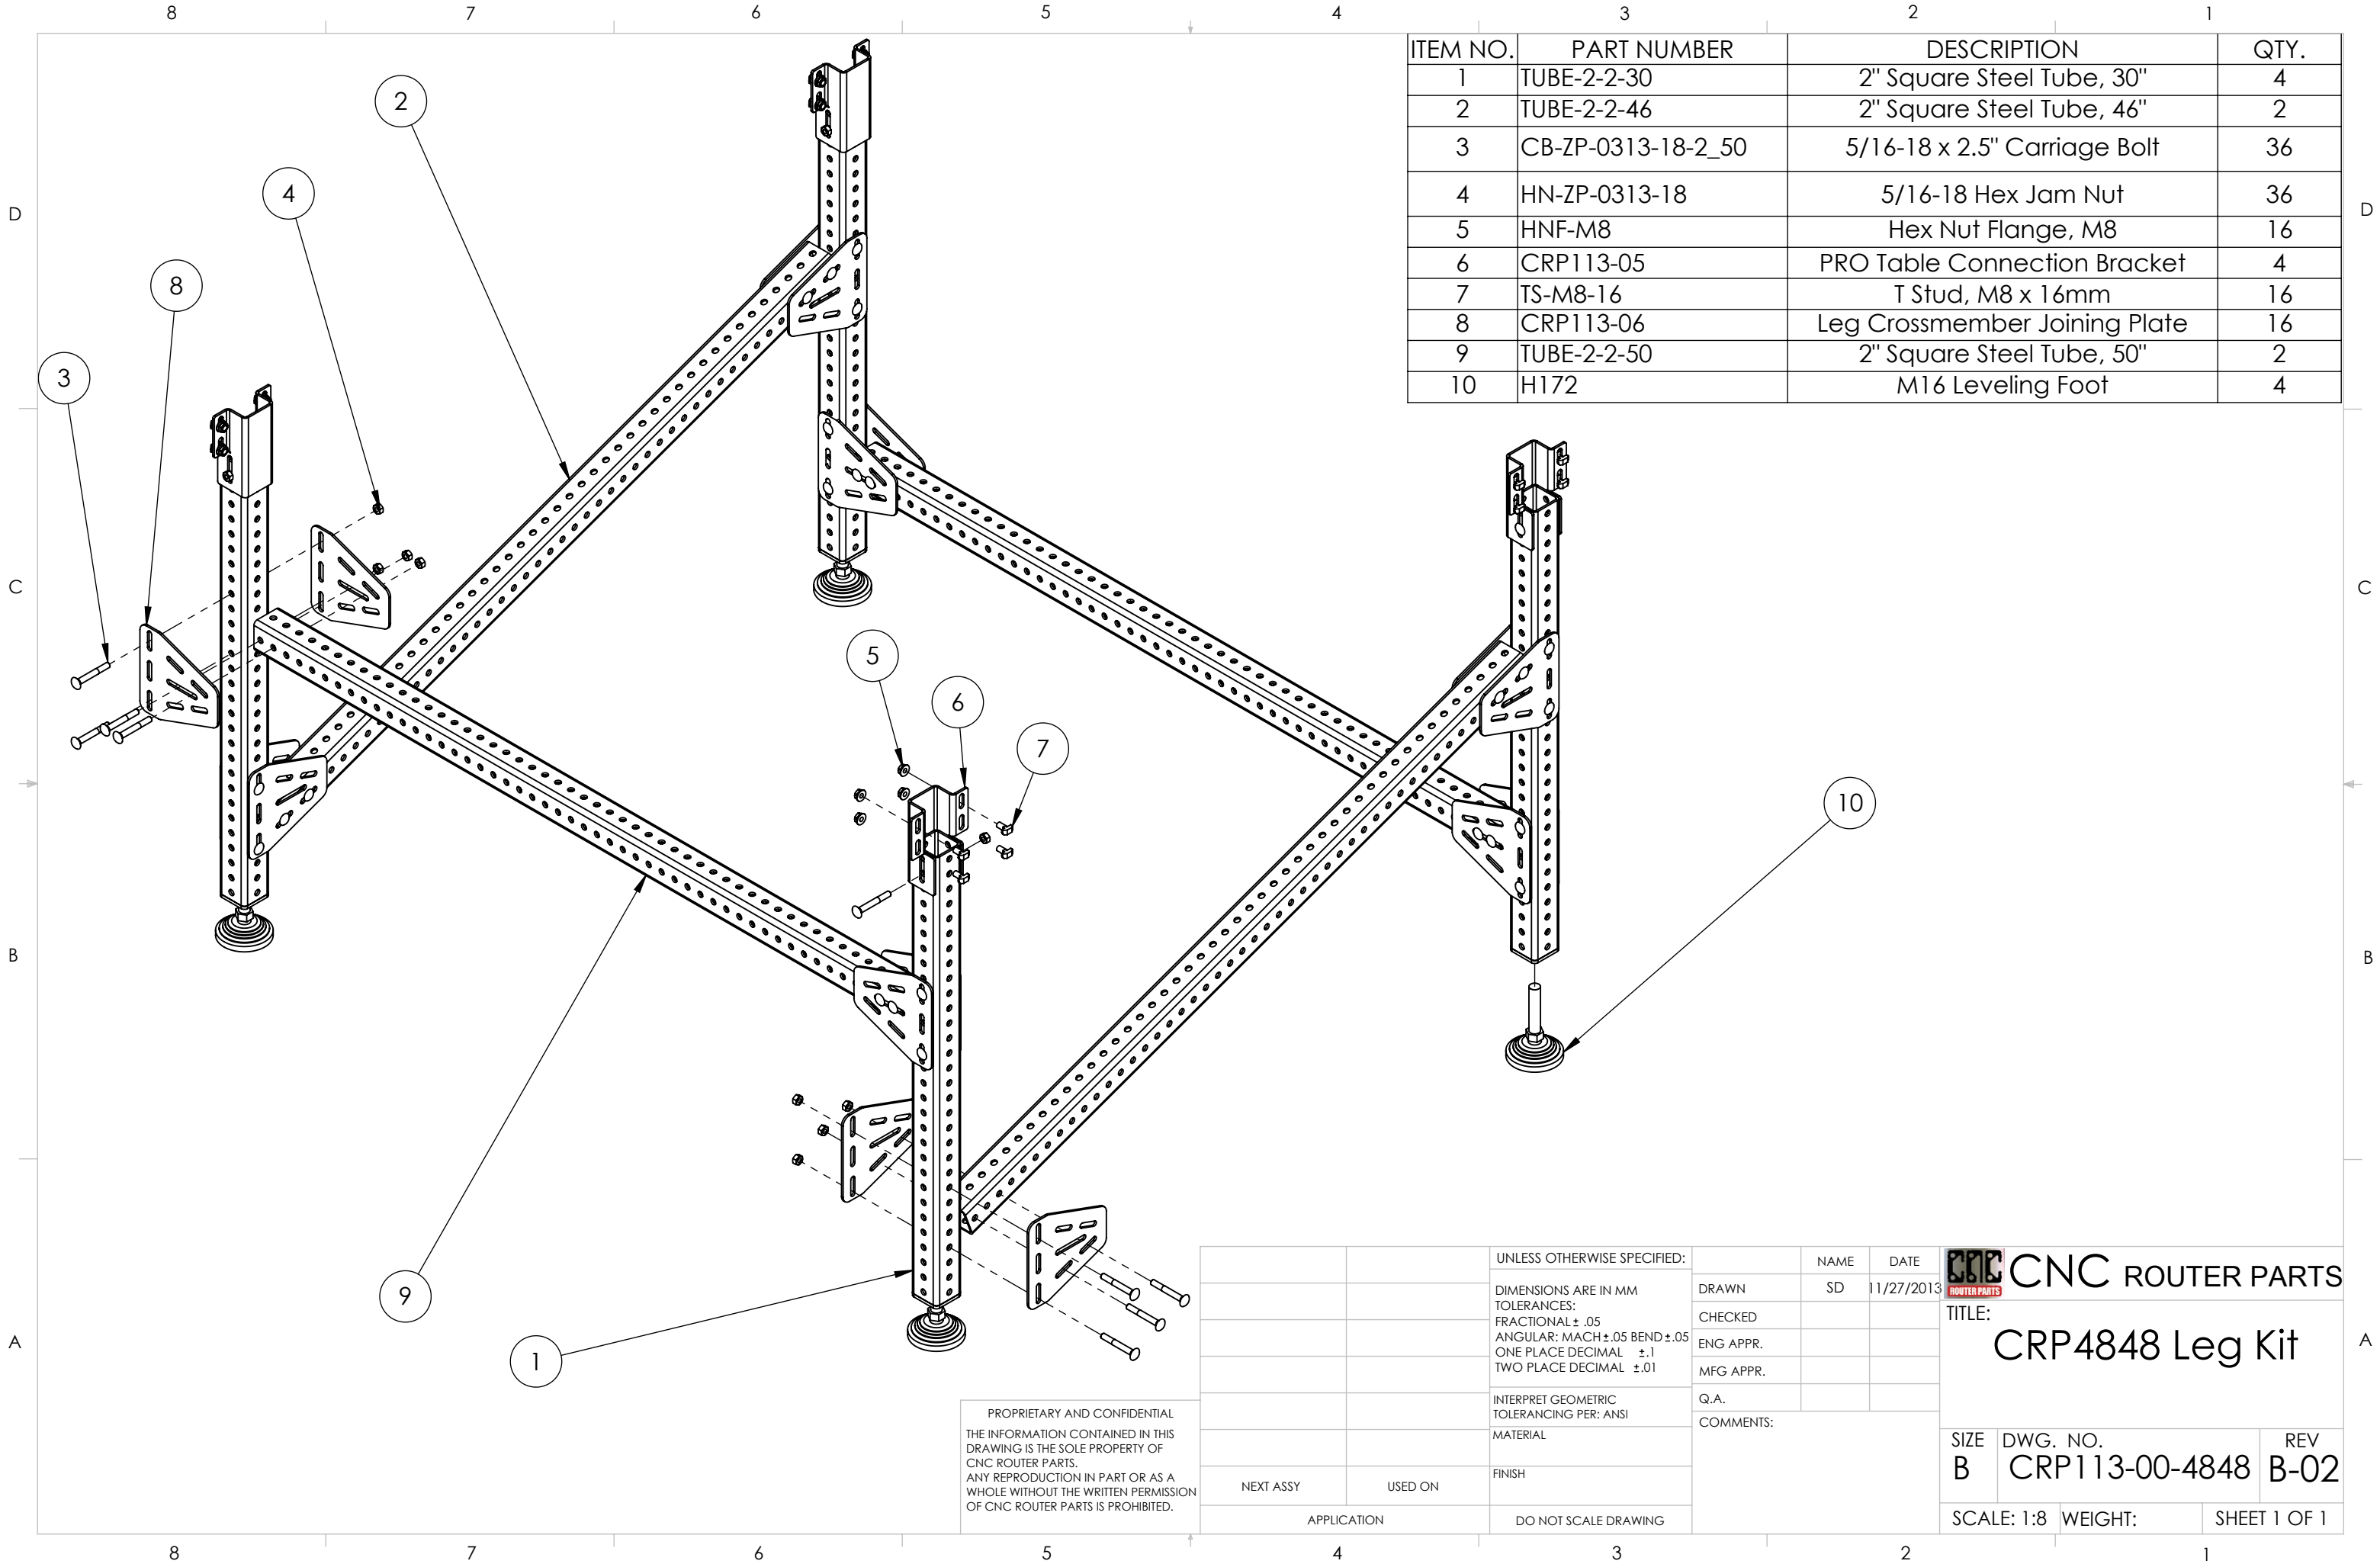 8 7 6 5 4 3 2 1
ITEM NO. PART NUMBER DESCRIPTION QTY.
1 TUBE-2-2-30 2" Square Steel Tube, 30" 4
2 TUBE-2-2-46 2" Square Steel Tube, 46" 2
3 CB-ZP-0313-18-2_50 5/16-18 x 2.5" Carriage Bolt 36
4 HN-ZP-0313-18 5/16-18 Hex Jam Nut 36
5 HNF-M8 Hex Nut Flange, M8 16
6 CRP113-05 PRO Table Connection Bracket 4
7 TS-M8-16 T Stud, M8 x 16mm 16
8 CRP113-06 Leg Crossmember Joining Plate 16
9 TUBE-2-2-50 2" Square Steel Tube, 50" 2
10 H172 M16 Leveling Foot 4
2
4
D D
8
3
C C
5
6
7
10
B B
9
1
A A
PROPRIETARY AND CONFIDENTIAL
THE INFORMATION CONTAINED IN THIS
DRAWING IS THE SOLE PROPERTY OF
CNC ROUTER PARTS.
ANY REPRODUCTION IN PART OR AS A
WHOLE WITHOUT THE WRITTEN PERMISSION
OF CNC ROUTER PARTS IS PROHIBITED.
NEXT ASSY USED ON
APPLICATION
UNLESS OTHERWISE SPECIFIED:
DIMENSIONS ARE IN MM
TOLERANCES:
FRACTIONAL ± .05
ANGULAR: MACH ± .05 BEND ± .05
ONE PLACE DECIMAL ± .1
TWO PLACE DECIMAL ± .01
INTERPRET GEOMETRIC
TOLERANCING PER: ANSI
MATERIAL
FINISH
DO NOT SCALE DRAWING
NAME DATE
DRAWN SD 11/27/2013
CHECKED
ENG APPR.
MFG APPR.
Q.A.
COMMENTS:
CNC
ROUTER PARTS
CNC ROUTER PARTS
TITLE:
CRP4848 Leg Kit
SIZE DWG. NO. REV
B CRP113-00-4848 B-02
SCALE: 1:8 WEIGHT: SHEET 1 OF 1
8 7 6 5 4 3 2 1